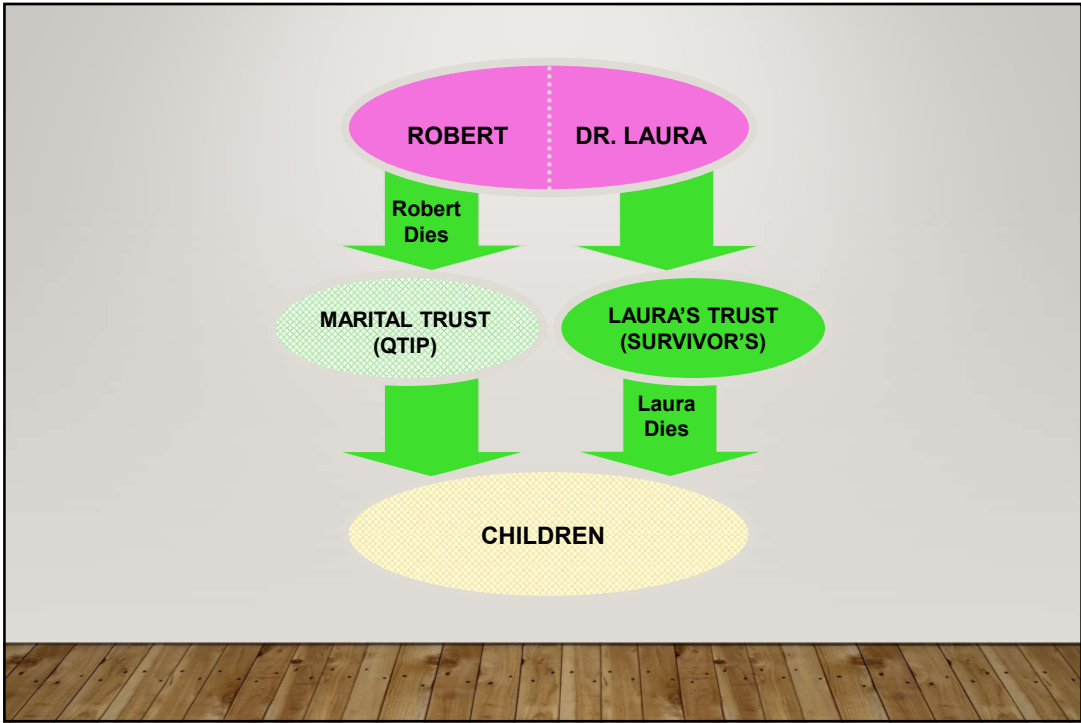 ROBERT
DR. LAURA
Robert
Dies
MARITAL TRUST
(QTIP)
LAURA’S TRUST
(SURVIVOR’S)
Laura
Dies
CHILDREN